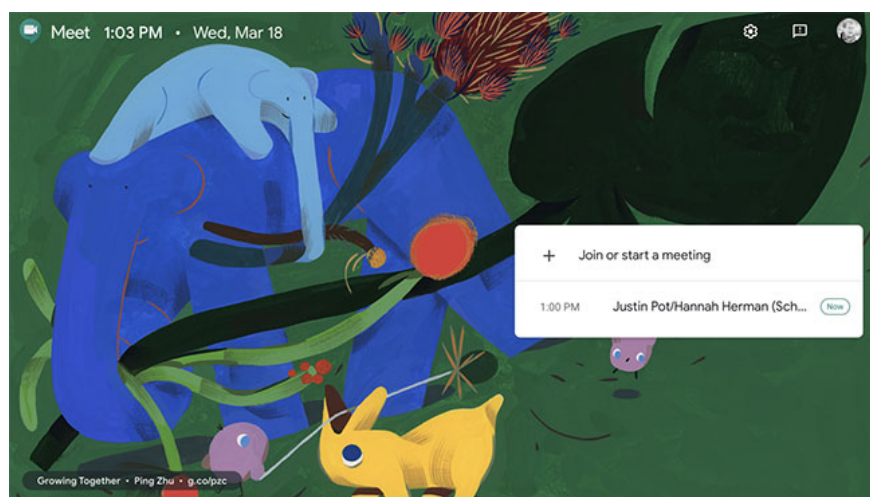 Meet 1:03 PM • Wed, Mar 18
Join or start a meeting
1:00 PM Justin Pot/Hannah Herman (Sch... Now
Growing Together • Ping Zhu • g.co/pzc